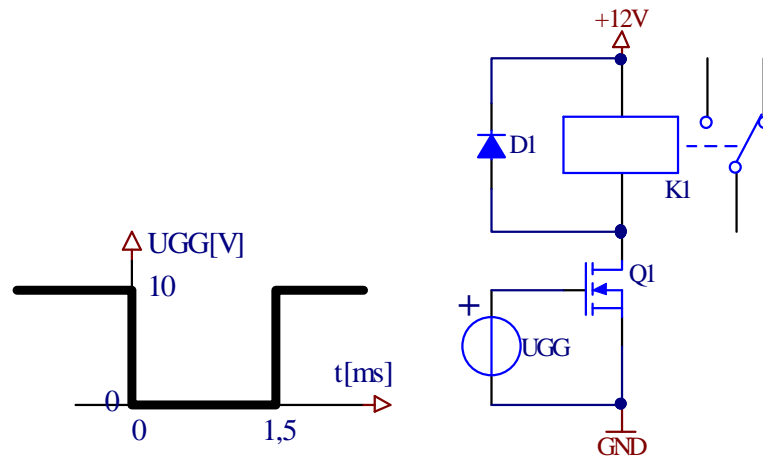 +12V
D1
K1
UGG[V]
10
Q1
+
UGG
t[ms]
0
0
1,5
GND